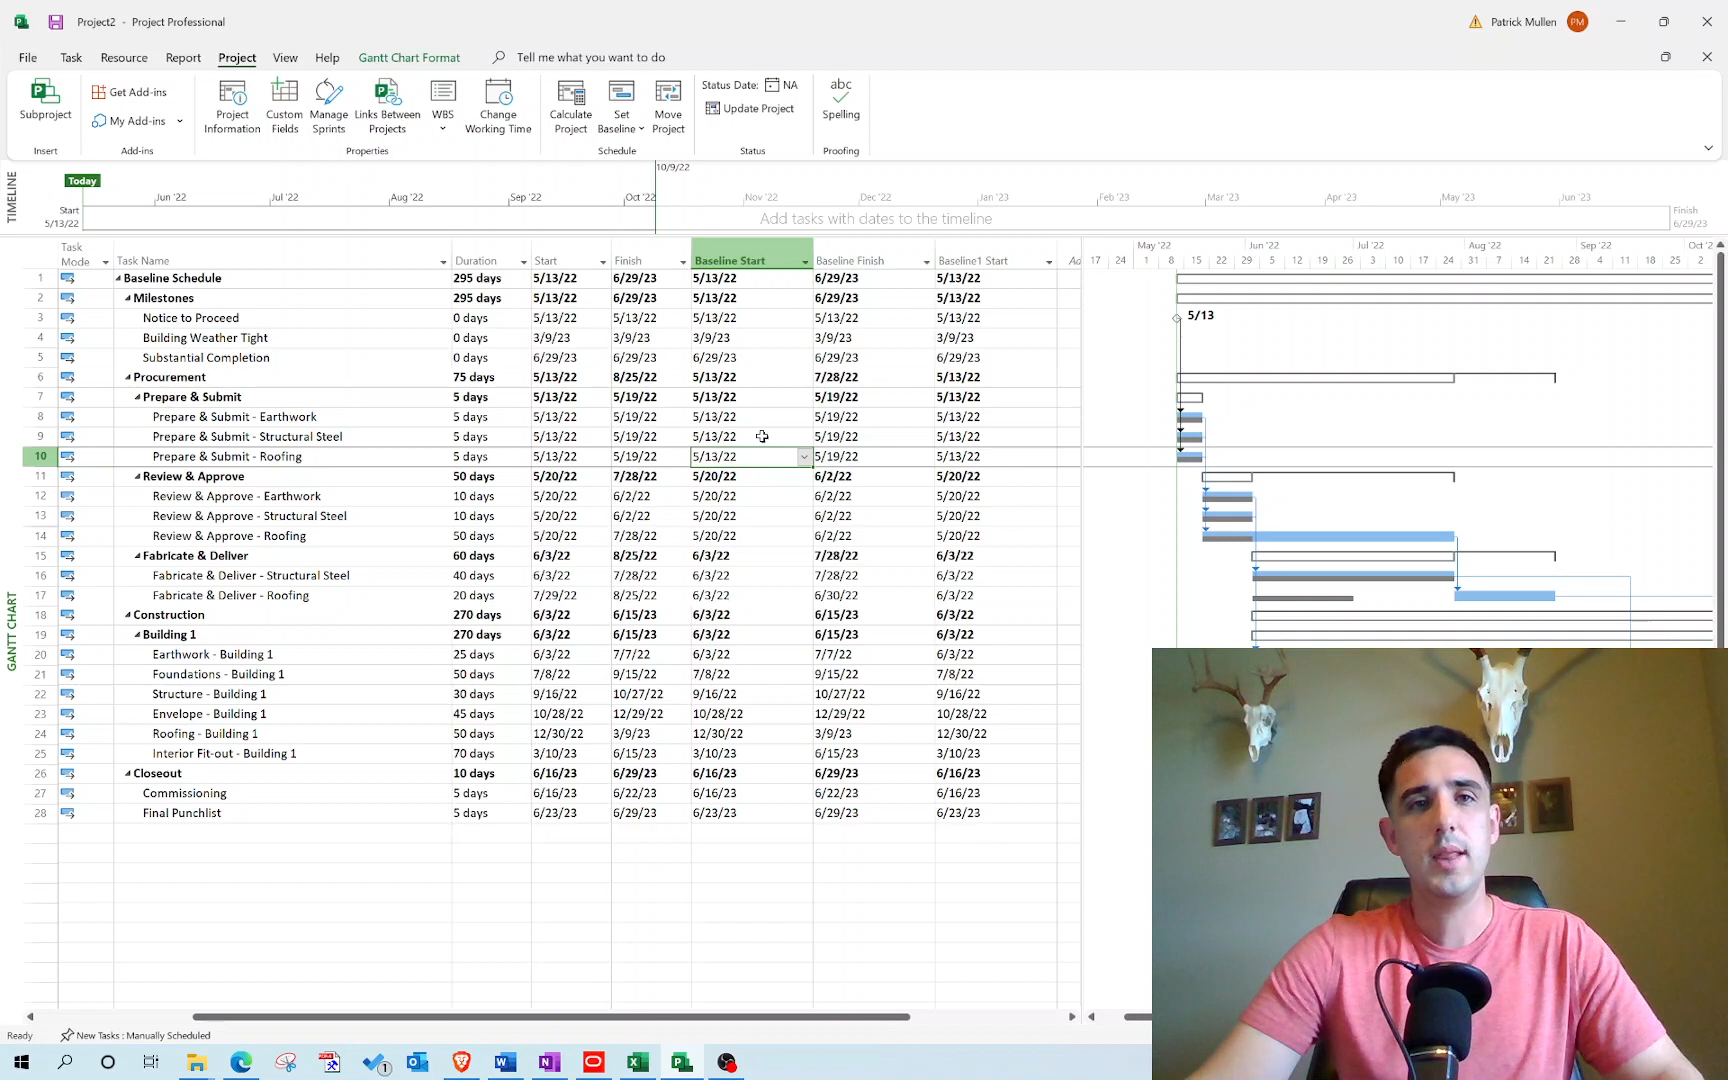 Project2 - Project Professional
Patrick Mullen PM
File Task Resource Report Project View Help Gantt Chart Format Tell me what you want to do
Subproject
Get Add-ins
My Add-ins
Project Information
Custom Fields
Manage Sprints
Links Between Projects
WBS
Change Working Time
Calculate Project
Set Baseline
Move Project
Status Date: NA
Update Project
abc
Spelling
Insert Add-ins Properties Schedule Status Proofing
TIMELINE
10/9/22
Today
Jun '22 Jul '22 Aug '22 Sep '22 Oct '22 Nov '22 Dec '22 Jan '23 Feb '23 Mar '23 Apr '23 May '23 Jun '23
Start
5/13/22
Add tasks with dates to the timeline
Finish
6/29/23
GANTT CHART
Task Mode Task Name Duration Start Finish Baseline Start Baseline Finish Baseline1 Start Ad
May '22 Jun '22 Jul '22 Aug '22 Sep '22 Oct '2
17 24 1 8 15 22 29 5 12 19 26 3 10 17 24 31 7 14 21 28 4 11 18 25 2
1 Baseline Schedule 295 days 5/13/22 6/29/23 5/13/22 6/29/23 5/13/22
2 Milestones 295 days 5/13/22 6/29/23 5/13/22 6/29/23 5/13/22
3 Notice to Proceed 0 days 5/13/22 5/13/22 5/13/22 5/13/22 5/13/22 5/13
4 Building Weather Tight 0 days 3/9/23 3/9/23 3/9/23 3/9/23 3/9/23
5 Substantial Completion 0 days 6/29/23 6/29/23 6/29/23 6/29/23 6/29/23
6 Procurement 75 days 5/13/22 8/25/22 5/13/22 7/28/22 5/13/22
7 Prepare & Submit 5 days 5/13/22 5/19/22 5/13/22 5/19/22 5/13/22
8 Prepare & Submit - Earthwork 5 days 5/13/22 5/19/22 5/13/22 5/19/22 5/13/22
9 Prepare & Submit - Structural Steel 5 days 5/13/22 5/19/22 5/13/22 5/19/22 5/13/22
10 Prepare & Submit - Roofing 5 days 5/13/22 5/19/22 5/13/22 5/19/22 5/13/22
11 Review & Approve 50 days 5/20/22 7/28/22 5/20/22 6/2/22 5/20/22
12 Review & Approve - Earthwork 10 days 5/20/22 6/2/22 5/20/22 6/2/22 5/20/22
13 Review & Approve - Structural Steel 10 days 5/20/22 6/2/22 5/20/22 6/2/22 5/20/22
14 Review & Approve - Roofing 50 days 5/20/22 7/28/22 5/20/22 6/2/22 5/20/22
15 Fabricate & Deliver 60 days 6/3/22 8/25/22 6/3/22 7/28/22 6/3/22
16 Fabricate & Deliver - Structural Steel 40 days 6/3/22 7/28/22 6/3/22 7/28/22 6/3/22
17 Fabricate & Deliver - Roofing 20 days 7/29/22 8/25/22 6/3/22 6/30/22 6/3/22
18 Construction 270 days 6/3/22 6/15/23 6/3/22 6/15/23 6/3/22
19 Building 1 270 days 6/3/22 6/15/23 6/3/22 6/15/23 6/3/22
20 Earthwork - Building 1 25 days 6/3/22 7/7/22 6/3/22 7/7/22 6/3/22
21 Foundations - Building 1 50 days 7/8/22 9/15/22 7/8/22 9/15/22 7/8/22
22 Structure - Building 1 30 days 9/16/22 10/27/22 9/16/22 10/27/22 9/16/22
23 Envelope - Building 1 45 days 10/28/22 12/29/22 10/28/22 12/29/22 10/28/22
24 Roofing - Building 1 50 days 12/30/22 3/9/23 12/30/22 3/9/23 12/30/22
25 Interior Fit-out - Building 1 70 days 3/10/23 6/15/23 3/10/23 6/15/23 3/10/23
26 Closeout 10 days 6/16/23 6/29/23 6/16/23 6/29/23 6/16/23
27 Commissioning 5 days 6/16/23 6/22/23 6/16/23 6/22/23 6/16/23
28 Final Punchlist 5 days 6/23/23 6/29/23 6/23/23 6/29/23 6/23/23
Ready New Tasks : Manually Scheduled